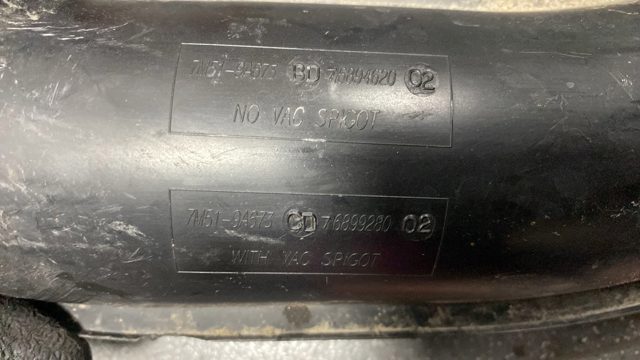 7M51-9A673 BD 76894620 02
NO VAC SPIGOT
7M51-9A673 CD 76899280 02
WITH VAC SPIGOT